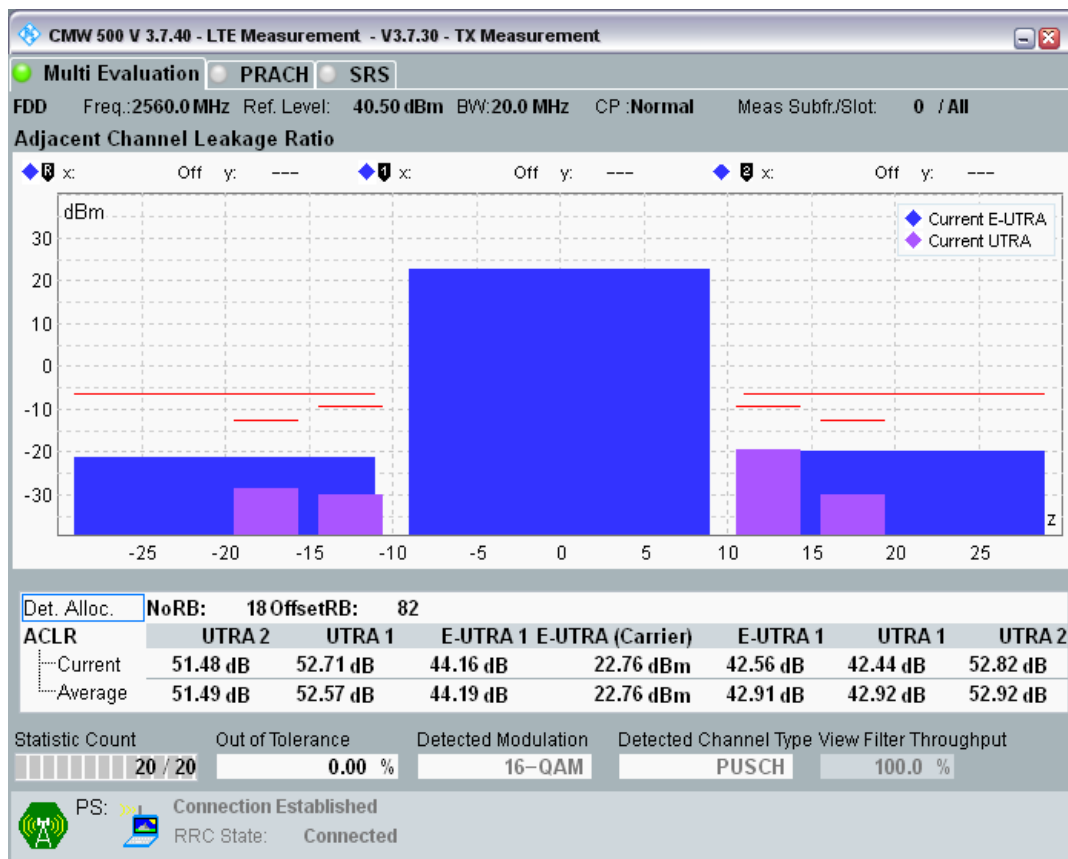 CMW 500 V 3.7.40 - LTE Measurement - V3.7.30 - TX Measurement
Multi Evaluation PRACH SRS
FDD Freq.:2560.0 MHz Ref. Level: 40.50 dBm BW:20.0 MHz CP :Normal Meas Subfr./Slot: 0 / All
Adjacent Channel Leakage Ratio
R x: Off y: --- 1 x: Off y: --- 2 x: Off y: ---
dBm
Current E-UTRA
Current UTRA
30
20
10
0
-10
-20
-30
z
-25 -20 -15 -10 -5 0 5 10 15 20 25
Det. Alloc. NoRB: 18 OffsetRB: 82
ACLR UTRA 2 UTRA 1 E-UTRA 1 E-UTRA (Carrier) E-UTRA 1 UTRA 1 UTRA 2
Current 51.48 dB 52.71 dB 44.16 dB 22.76 dBm 42.56 dB 42.44 dB 52.82 dB
Average 51.49 dB 52.57 dB 44.19 dB 22.76 dBm 42.91 dB 42.92 dB 52.92 dB
Statistic Count Out of Tolerance Detected Modulation Detected Channel Type View Filter Throughput
20 / 20 0.00 % 16-QAM PUSCH 100.0 %
PS: Connection Established
RRC State: Connected